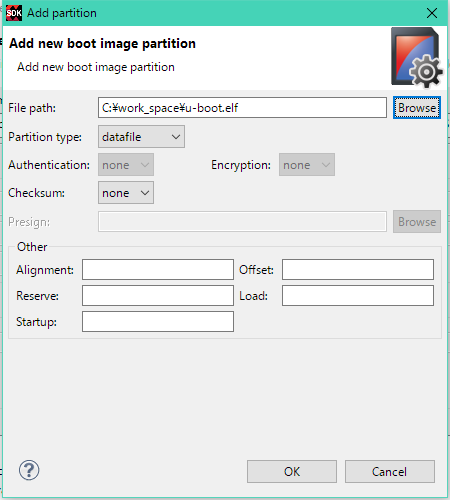 SDK Add partition
Add new boot image partition
Add new boot image partition
File path: C:¥work_space¥u-boot.elf Browse
Partition type: datafile
Authentication: none Encryption: none
Checksum: none
Presign: Browse
Other
Alignment: Offset:
Reserve: Load:
Startup:
? OK Cancel